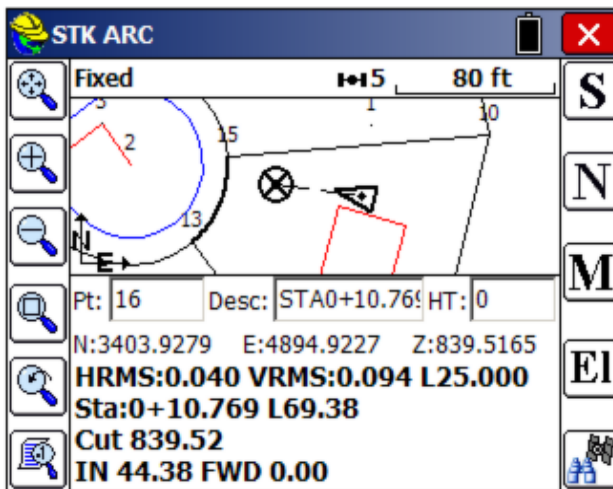 STK ARC
S
Fixed 5 80 ft
1
10
15
2
N
13
N
E
M
Pt: 16 Desc: STA0+10.769 HT: 0
N:3403.9279 E:4894.9227 Z:839.5165
HRMS:0.040 VRMS:0.094 L25.000
El
Sta:0+10.769 L69.38
Cut 839.52
IN 44.38 FWD 0.00